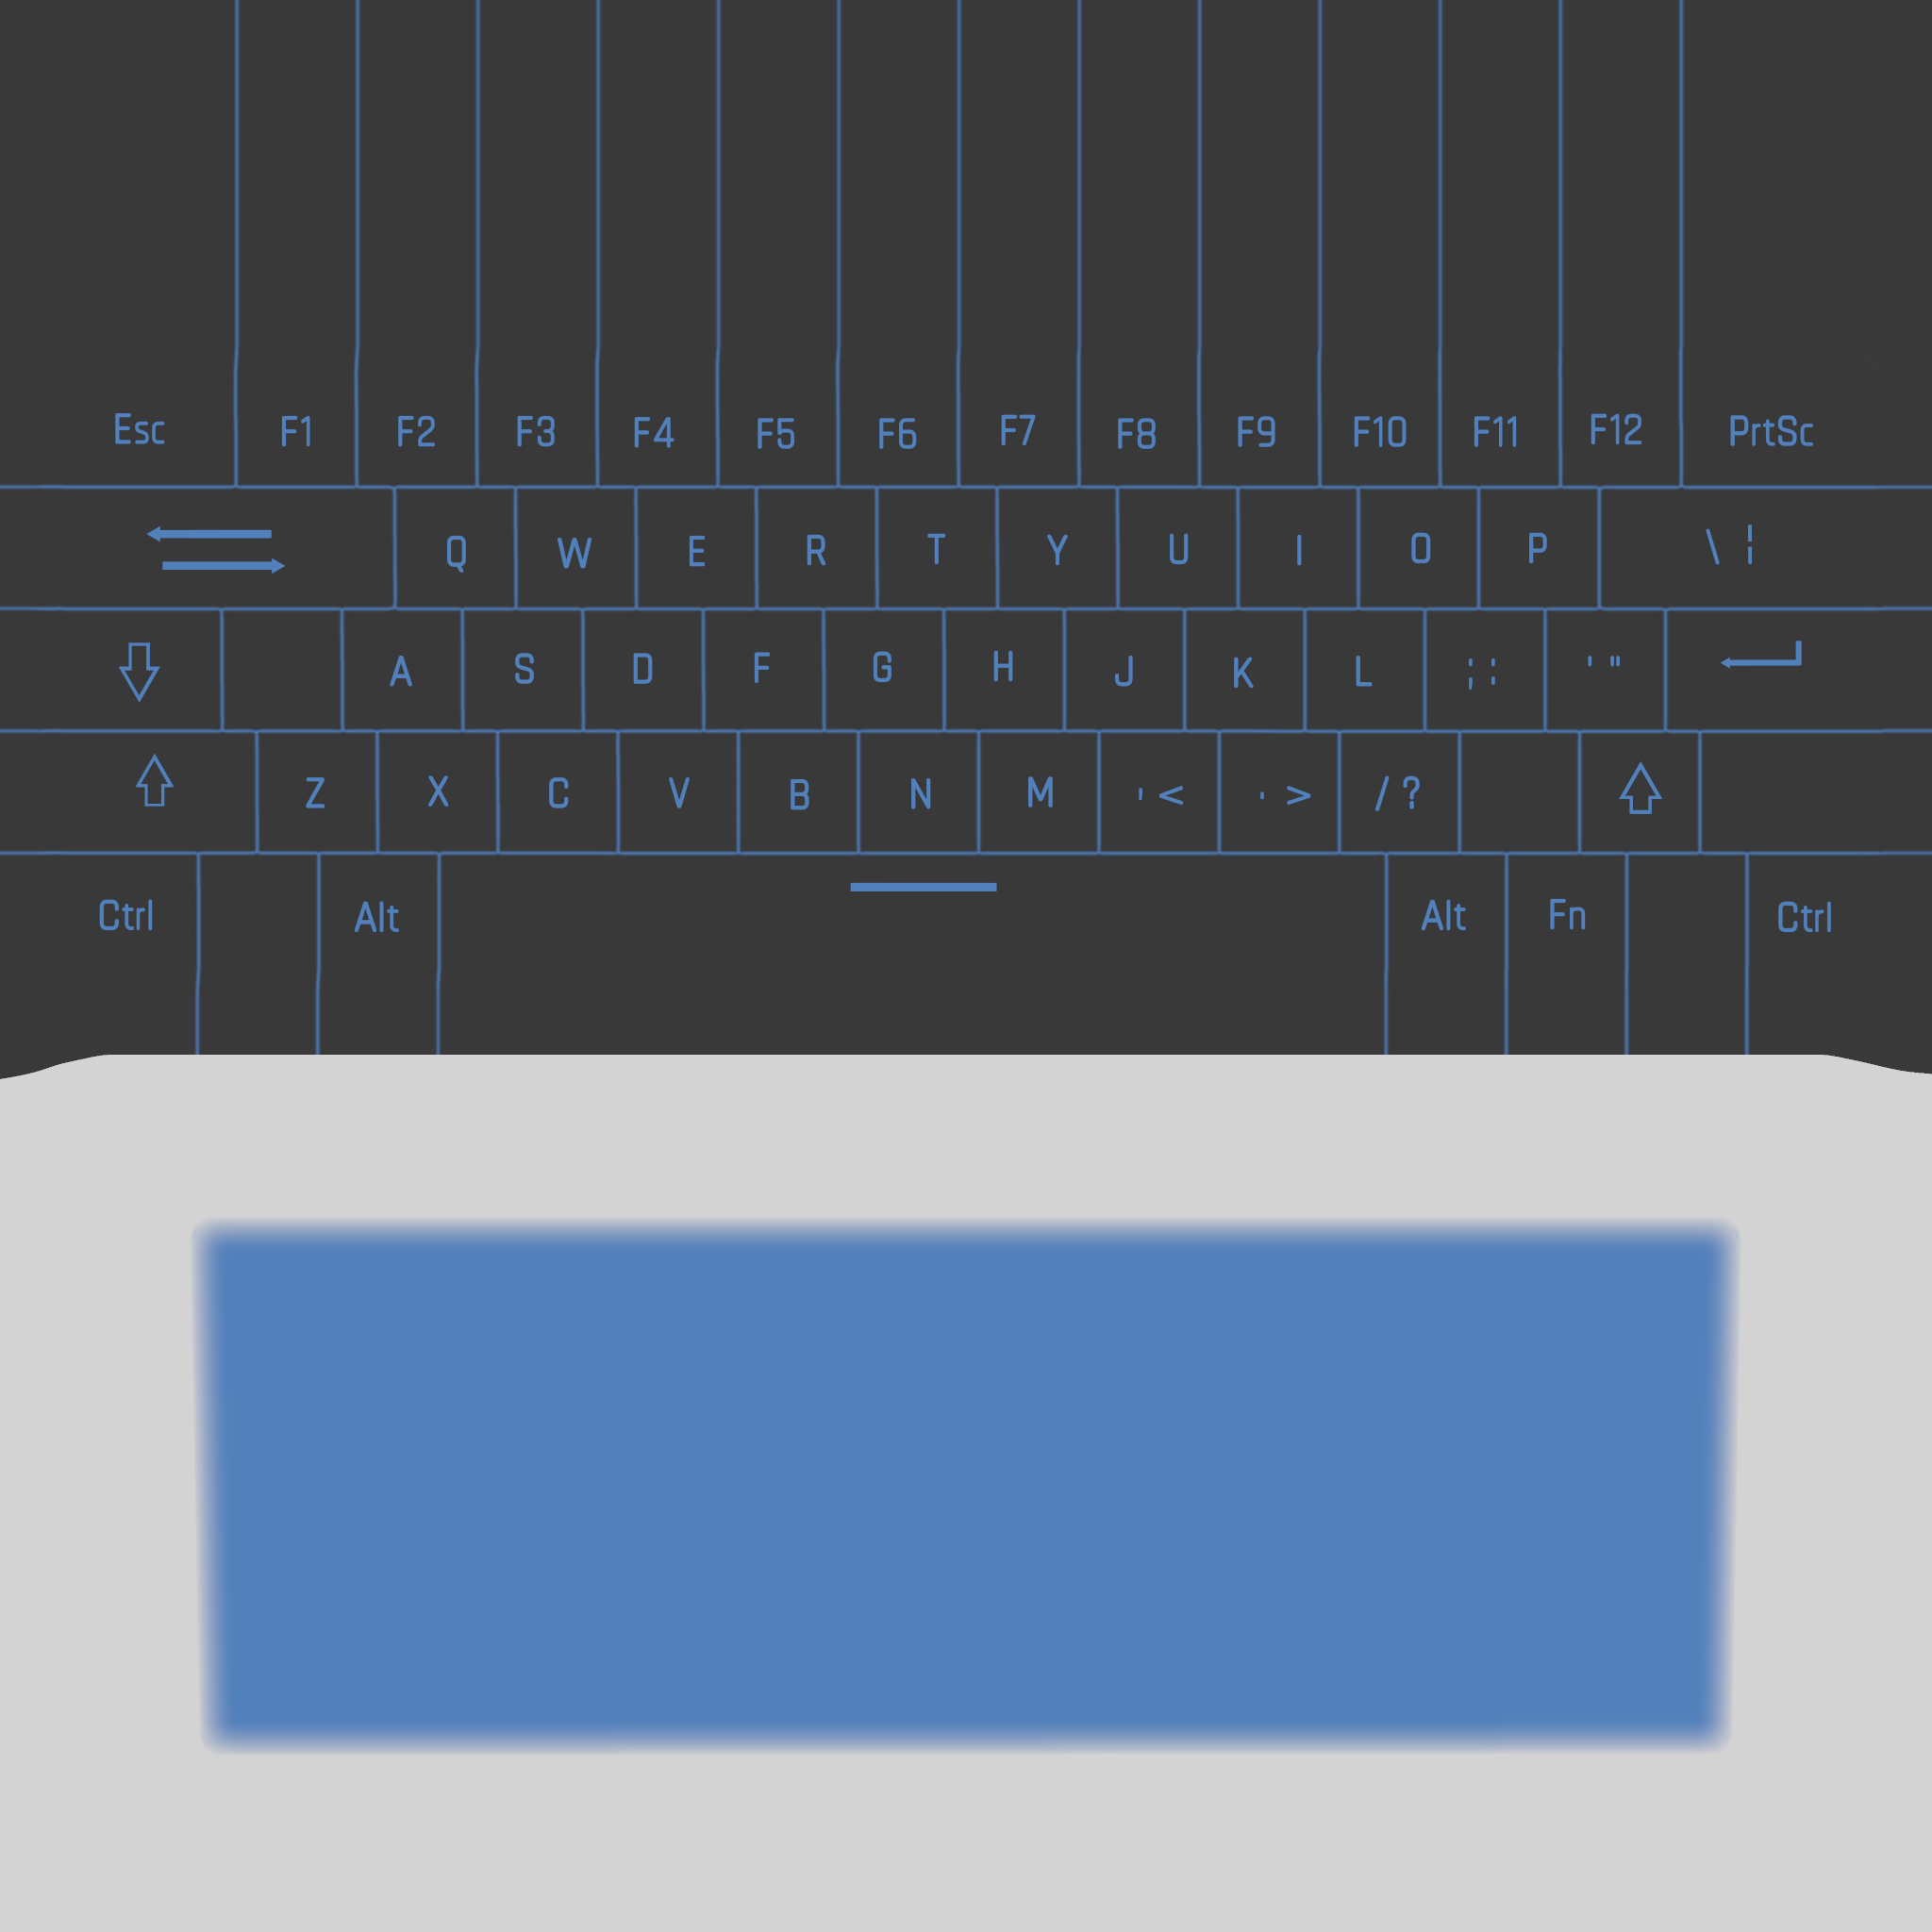 Esc F1 F2 F3 F4 F5 F6 F7 F8 F9 F10 F11 F12 PrtSc
Q W E R T Y U I O P \ ¦
A S D F G H J K L ; : ' "
Z X C V B N M ' < · > / ?
Ctrl Alt Alt Fn Ctrl